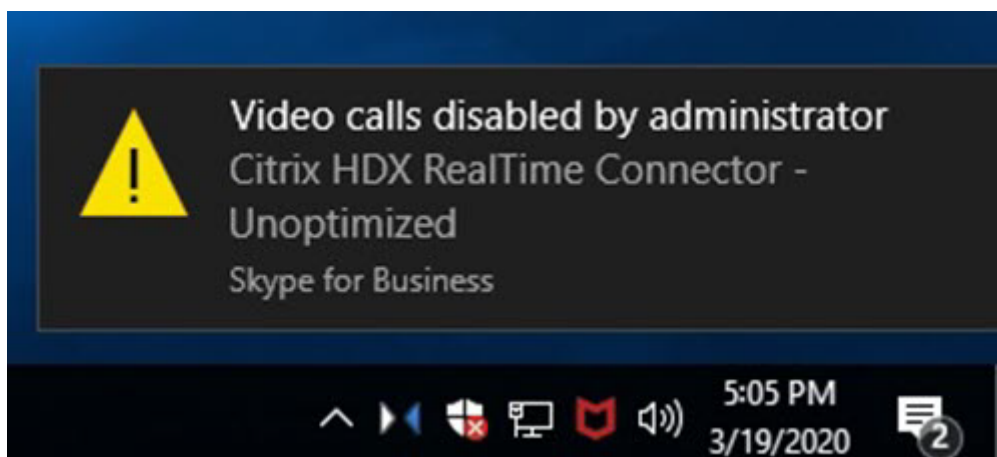 Video calls disabled by administrator
Citrix HDX RealTime Connector -
Unoptimized
Skype for Business
5:05 PM
3/19/2020
2